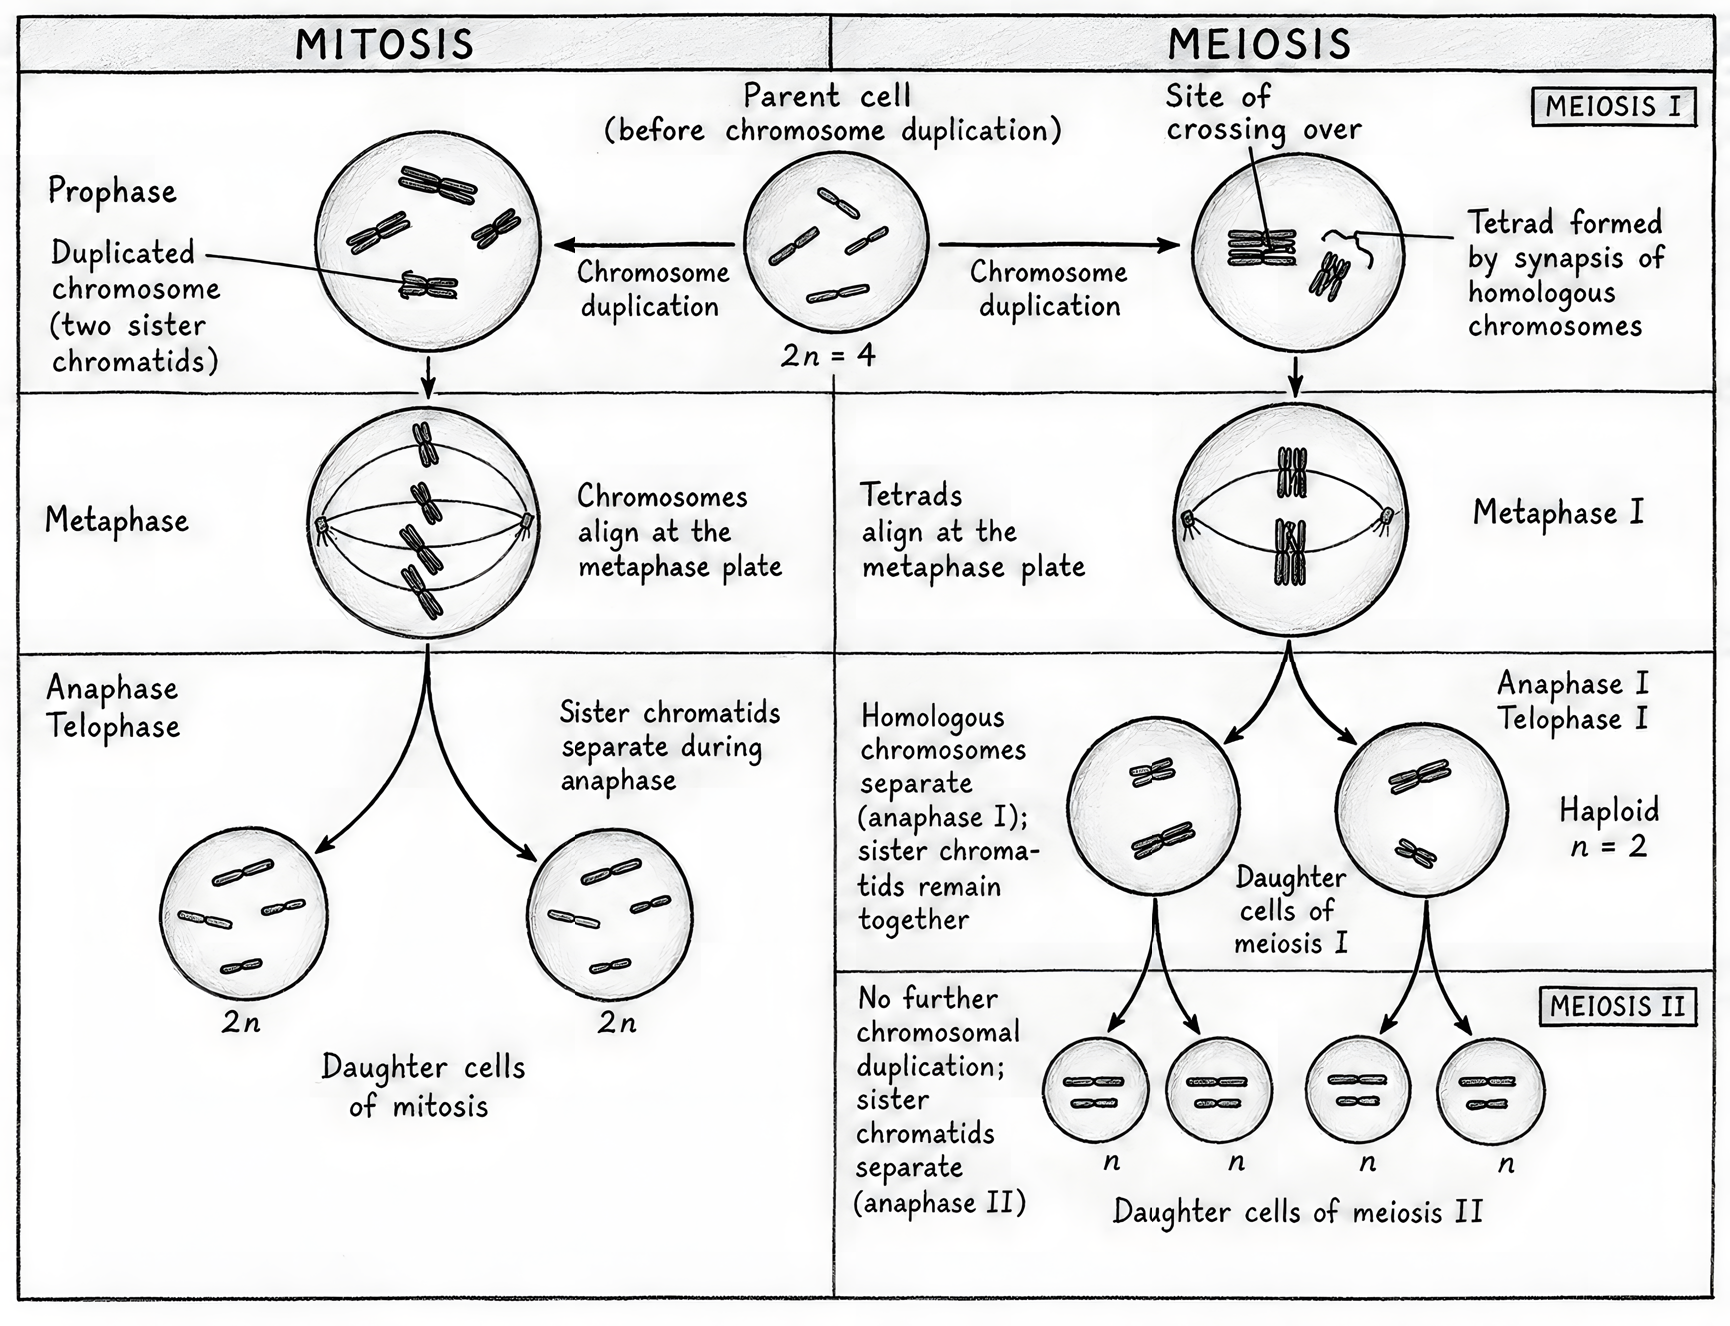 MITOSIS
MEIOSIS
Parent cell
(before chromosome duplication)
Site of
crossing over
MEIOSIS I
Prophase
Duplicated
chromosome
(two sister
chromatids)
Chromosome
duplication
Chromosome
duplication
2n = 4
Tetrad formed
by synapsis of
homologous
chromosomes
Metaphase
Chromosomes
align at the
metaphase plate
Tetrads
align at the
metaphase plate
Metaphase I
Anaphase
Telophase
Sister chromatids
separate during
anaphase
2n
2n
Daughter cells
of mitosis
Homologous
chromosomes
separate
(anaphase I);
sister chroma-
tids remain
together
Anaphase I
Telophase I
Haploid
n = 2
Daughter
cells of
meiosis I
MEIOSIS II
No further
chromosomal
duplication;
sister
chromatids
separate
(anaphase II)
n
n
n
n
Daughter cells of meiosis II